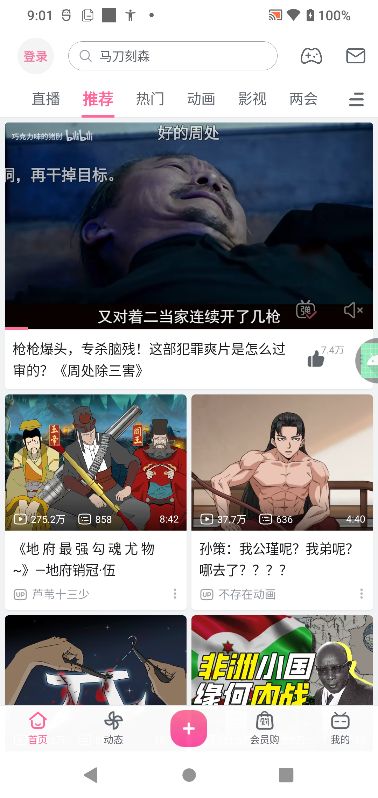 9:01
100%
登录
马刀刻森
直播 推荐 热门 动画 影视 两会
巧克力味的猪肘 bilibili
好的周处
洞，再干掉目标。
又对着二当家连续开了几枪
弹
枪枪爆头，专杀脑残！这部犯罪爽片是怎么过
审的？《周处除三害》
7.4万
275.2万 858 8:42
37.7万 636 4:40
《地 府 最 强 勾 魂 尤 物
~》—地府销冠·伍
UP 芦苇十三少
孙策：我公瑾呢？我弟呢？
哪去了？？？？
UP 不存在动画
非洲小国
缘何内战
首页 动态 会员购 我的